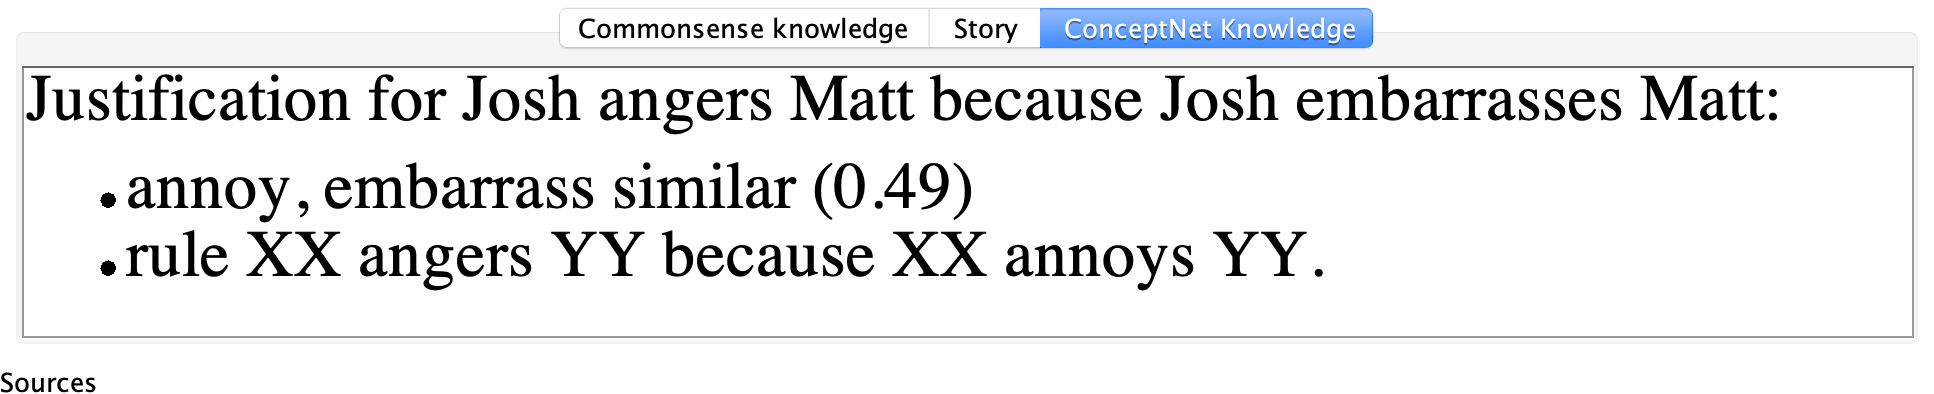 Commonsense knowledge Story ConceptNet Knowledge
Justification for Josh angers Matt because Josh embarrasses Matt:
• annoy, embarrass similar (0.49)
• rule XX angers YY because XX annoys YY.
Sources